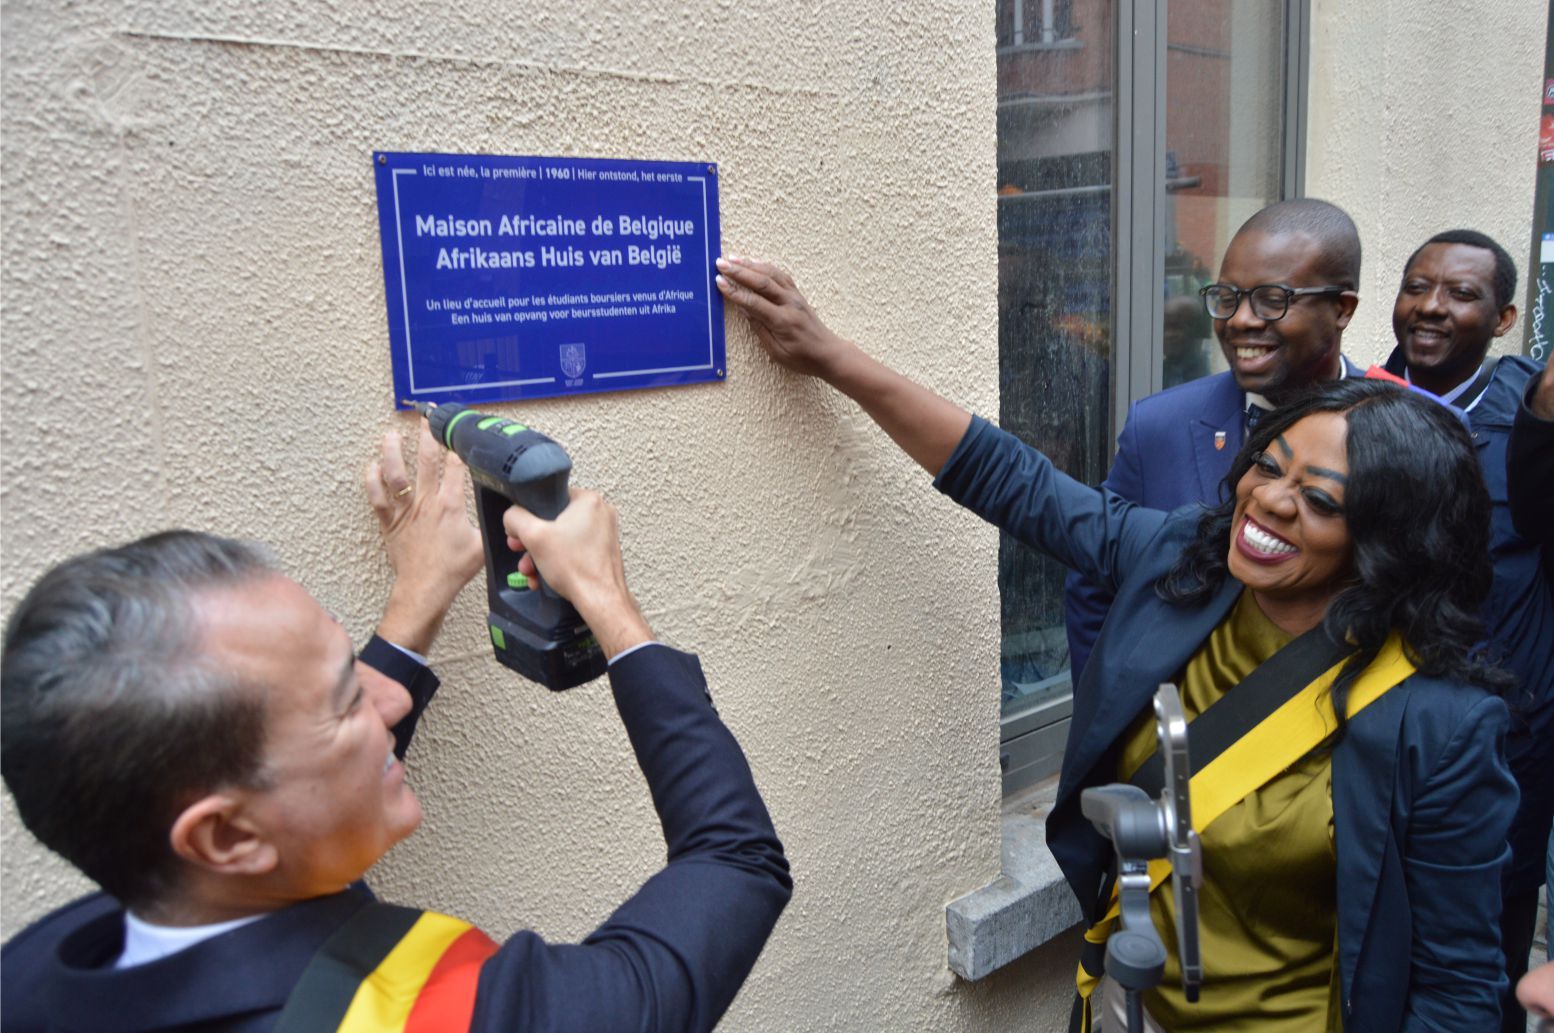 Ici est née, la première | 1960 | Hier ontstond, het eerste
Maison Africaine de Belgique
Afrikaans Huis van België
Un lieu d'accueil pour les étudiants boursiers venus d'Afrique
Een huis van opvang voor beursstudenten uit Afrika